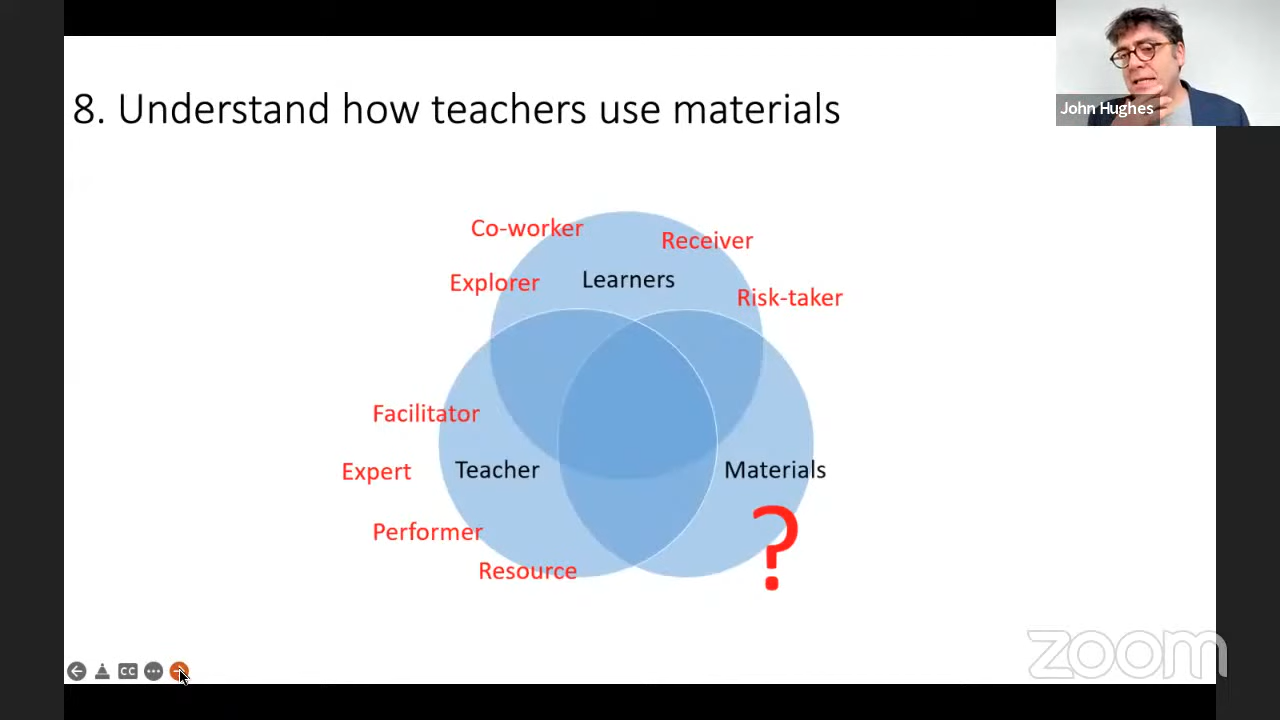 8. Understand how teachers use materials
John Hughes
Co-worker
Receiver
Explorer
Learners
Risk-taker
Facilitator
Expert
Teacher
Materials
?
Performer
Resource
CC
zoom